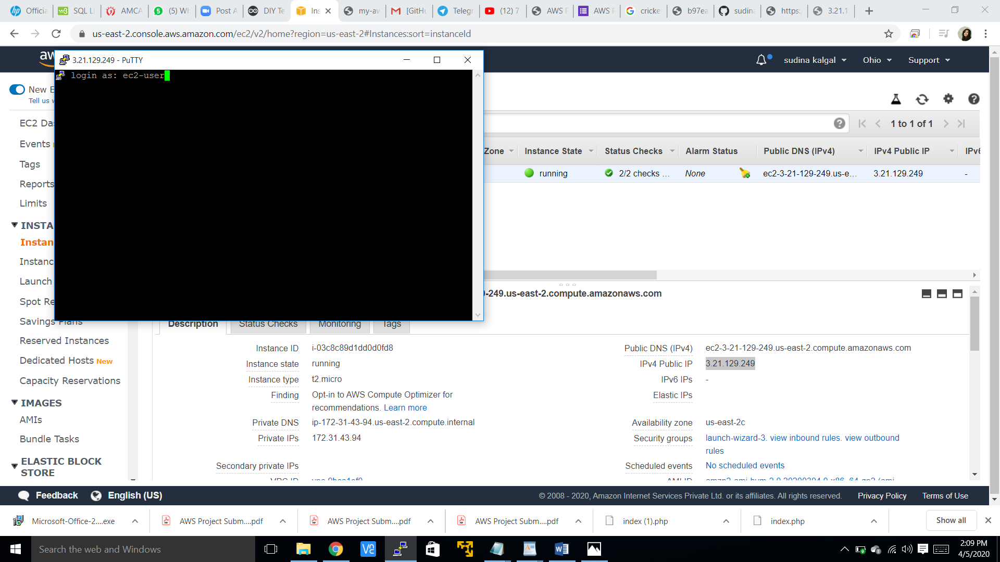 Officia
SQL LI
AMCA
(5) Wh
Post A
DIY Te
Ins
my-aw
[GitHu
Telegr
(12) 7
AWS P
AWS P
cricke
b97ea
sudina
https:/
3.21.1
us-east-2.console.aws.amazon.com/ec2/v2/home?region=us-east-2#Instances:sort=instanceId
aw
sudina kalgal
Ohio
Support
3.21.129.249 - PuTTY
login as: ec2-user
New E
Tell us w
EC2 Das
Events
Tags
Reports
Limits
INSTA
Instan
Instanc
Launch
Spot Re
Savings Plans
Reserved Instances
Dedicated Hosts New
Capacity Reservations
IMAGES
AMIs
Bundle Tasks
ELASTIC BLOCK
STORE
1 to 1 of 1
Zone Instance State Status Checks Alarm Status Public DNS (IPv4) IPv4 Public IP IPv6
running 2/2 checks ... None ec2-3-21-129-249.us-e... 3.21.129.249 -
-249.us-east-2.compute.amazonaws.com
Description Status Checks Monitoring Tags
Instance ID i-03c8c89d1dd0d0fd8
Instance state running
Instance type t2.micro
Finding Opt-in to AWS Compute Optimizer for
recommendations. Learn more
Private DNS ip-172-31-43-94.us-east-2.compute.internal
Private IPs 172.31.43.94
Secondary private IPs
Public DNS (IPv4) ec2-3-21-129-249.us-east-2.compute.amazonaws.com
IPv4 Public IP 3.21.129.249
IPv6 IPs -
Elastic IPs
Availability zone us-east-2c
Security groups launch-wizard-3. view inbound rules. view outbound
rules
Scheduled events No scheduled events
Feedback English (US)
© 2008 - 2020, Amazon Internet Services Private Ltd. or its affiliates. All rights reserved. Privacy Policy Terms of Use
Microsoft-Office-2....exe
AWS Project Subm....pdf
AWS Project Subm....pdf
AWS Project Subm....pdf
index (1).php
index.php
Show all
Search the web and Windows
2:09 PM
4/5/2020